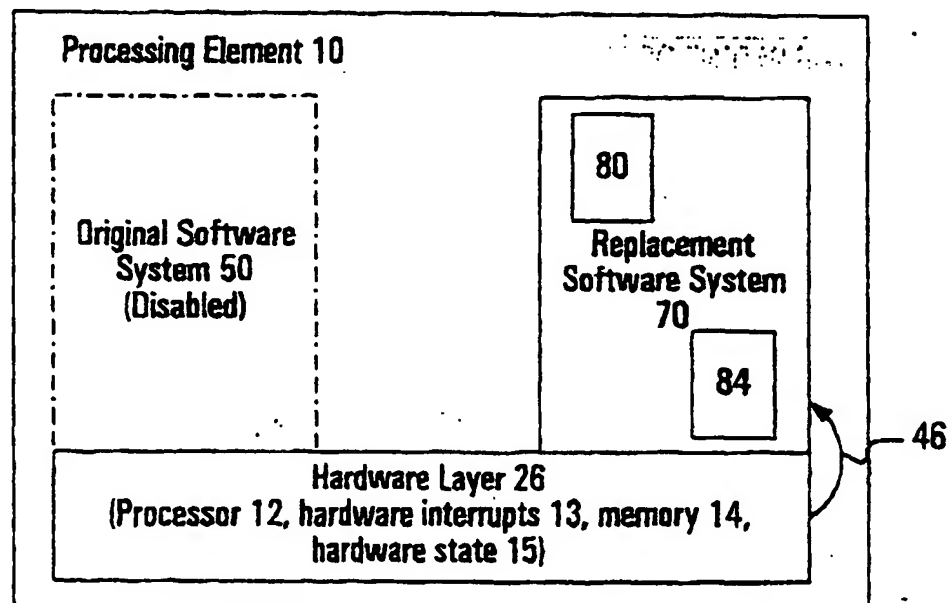 Processing Element 10
Original Software
System 50
(Disabled)
80
Replacement
Software System
70
84
46
Hardware Layer 26
(Processor 12, hardware interrupts 13, memory 14,
hardware state 15)